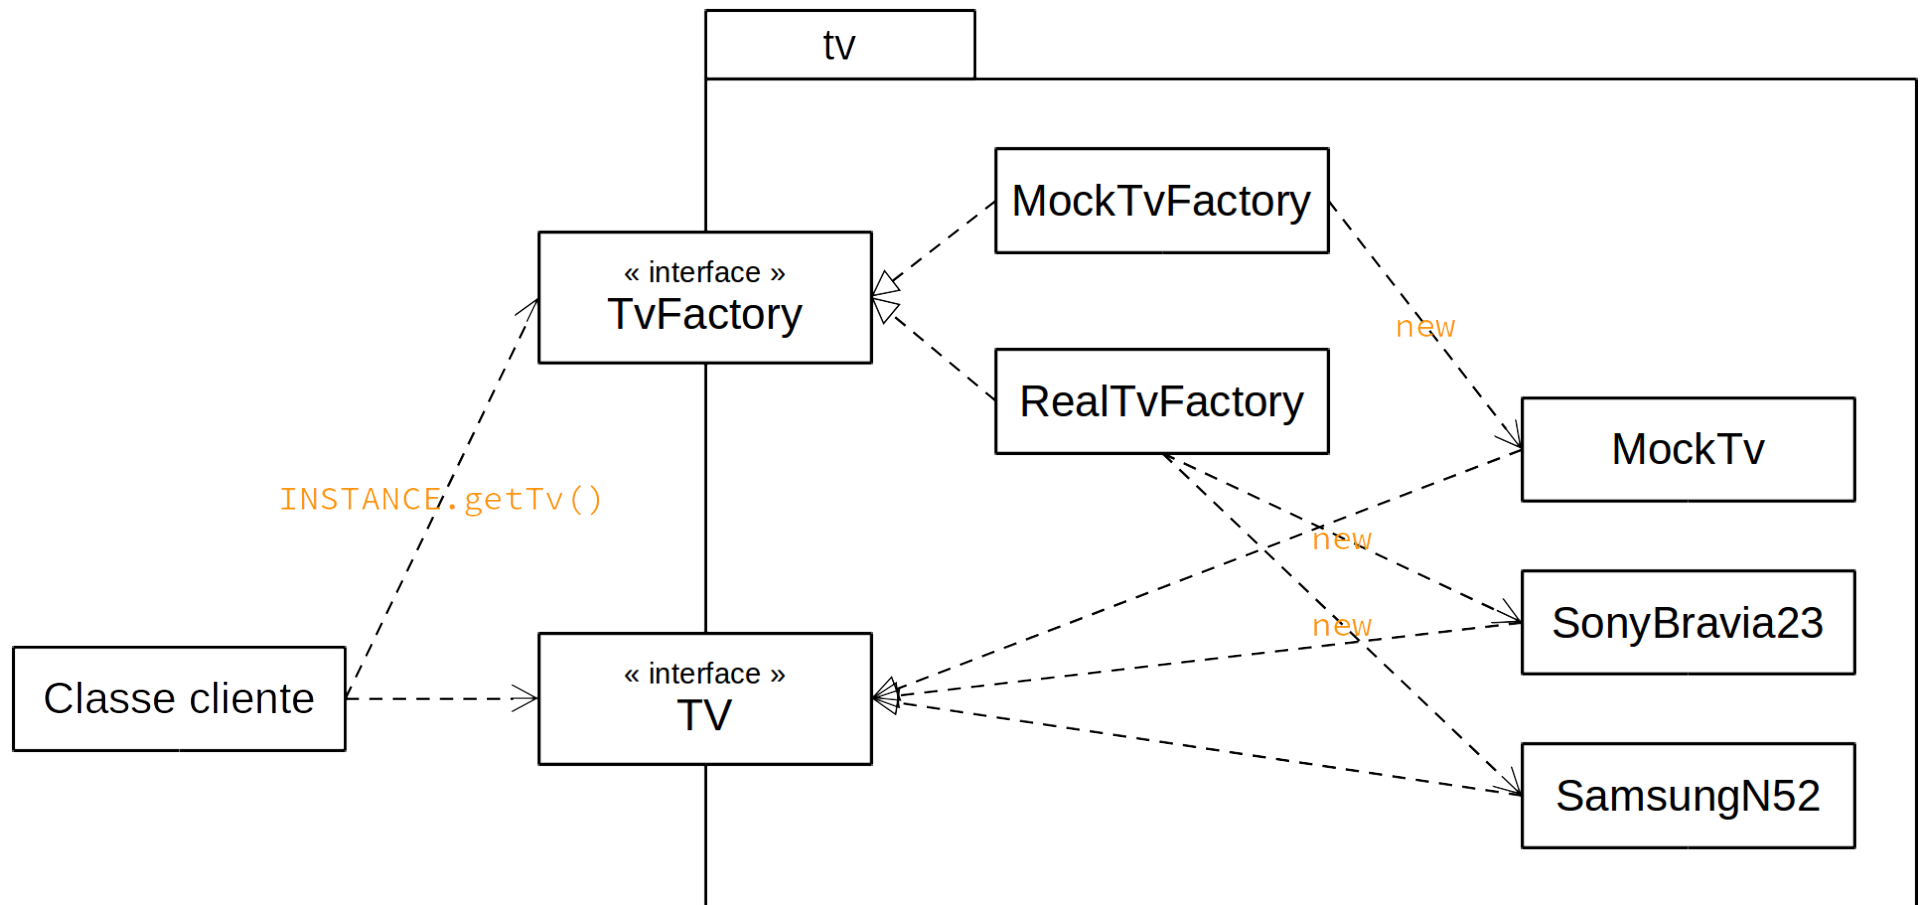 tv
MockTvFactory
« interface »
TvFactory
new
RealTvFactory
MockTv
INSTANCE.getTv()
new
SonyBravia23
new
« interface »
TV
Classe cliente
SamsungN52